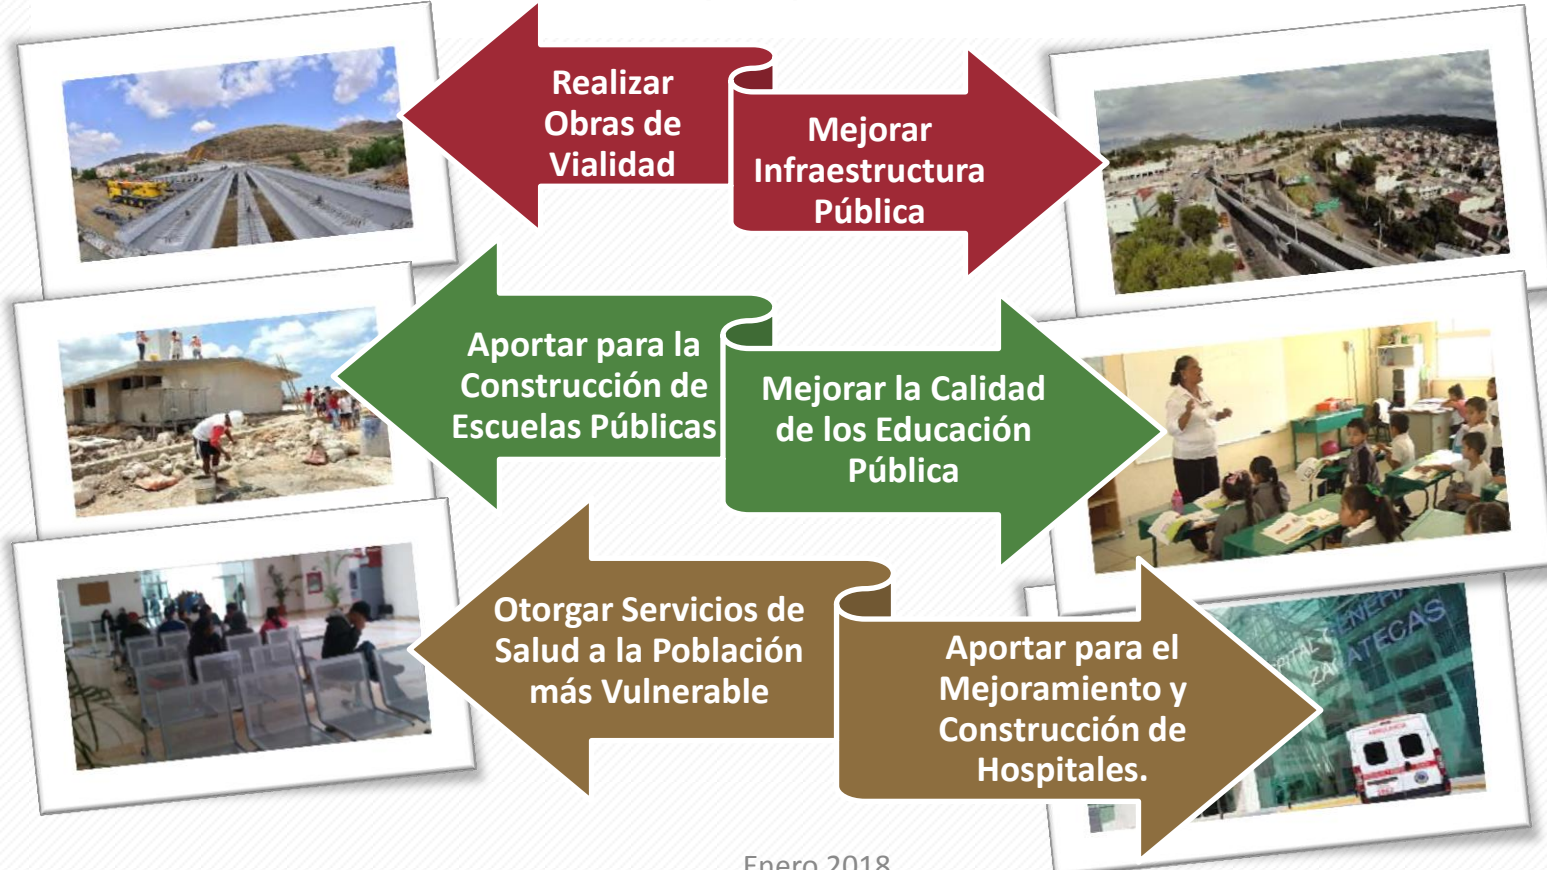 Realizar
Obras de
Vialidad
Mejorar
Infraestructura
Pública
Aportar para la
Construcción de
Escuelas Públicas
Mejorar la Calidad
de los Educación
Pública
Otorgar Servicios de
Salud a la Población
más Vulnerable
Aportar para el
Mejoramiento y
Construcción de
Hospitales.
AMBULANCIA
Enero 2018